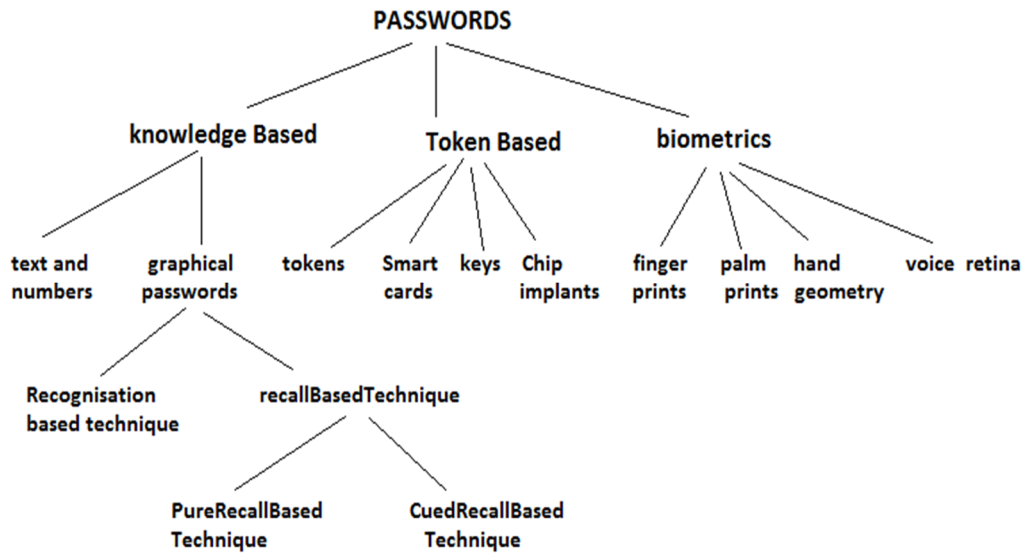 PASSWORDS
knowledge Based
Token Based
biometrics
text and
numbers
graphical
passwords
tokens
Smart
cards
keys
Chip
implants
finger
prints
palm
prints
hand
geometry
voice retina
Recognisation
based technique
recallBasedTechnique
PureRecallBased
Technique
CuedRecallBased
Technique